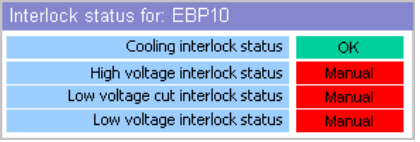 Interlock status for: EBP10
Cooling interlock status OK
High voltage interlock status Manual
Low voltage cut interlock status Manual
Low voltage interlock status Manual